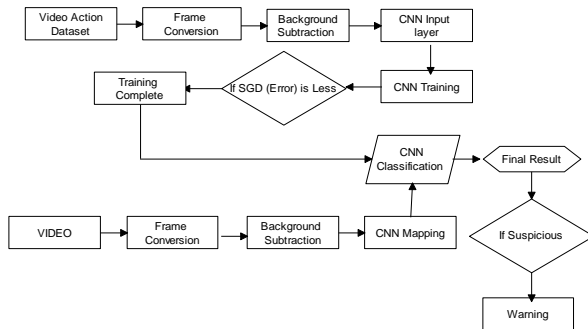 Video Action
Dataset
Frame
Conversion
Background
Subtraction
CNN Input
layer
Training
Complete
If SGD (Error) is Less
CNN Training
CNN
Classification
Final Result
VIDEO
Frame
Conversion
Background
Subtraction
CNN Mapping
If Suspicious
Warning